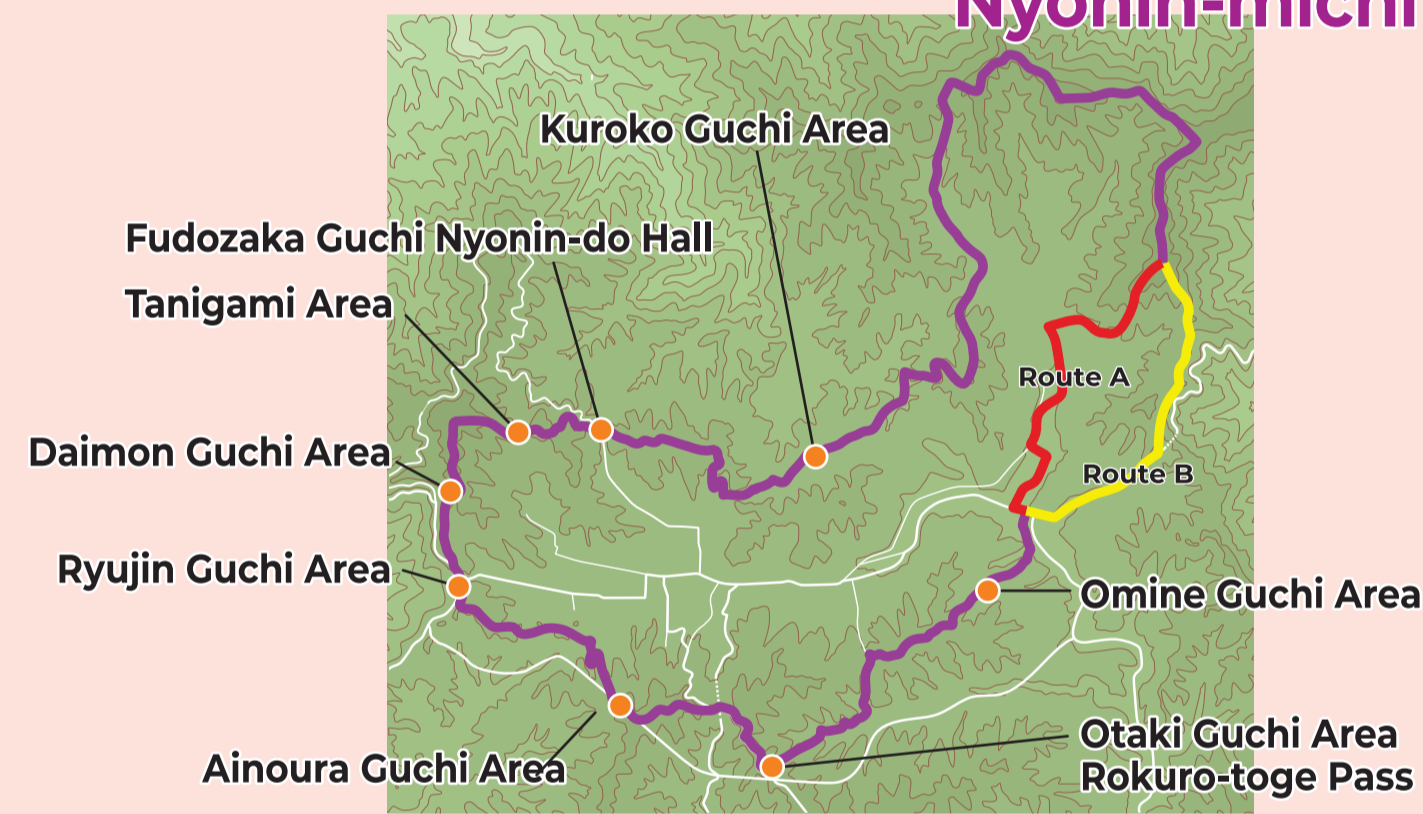 Nyonin-michi
Kuroko Guchi Area
Fudozaka Guchi Nyonin-do Hall
Tanigami Area
Route A
Daimon Guchi Area
Route B
Ryujin Guchi Area
Omine Guchi Area
Otaki Guchi Area
Rokuro-toge Pass
Ainoura Guchi Area